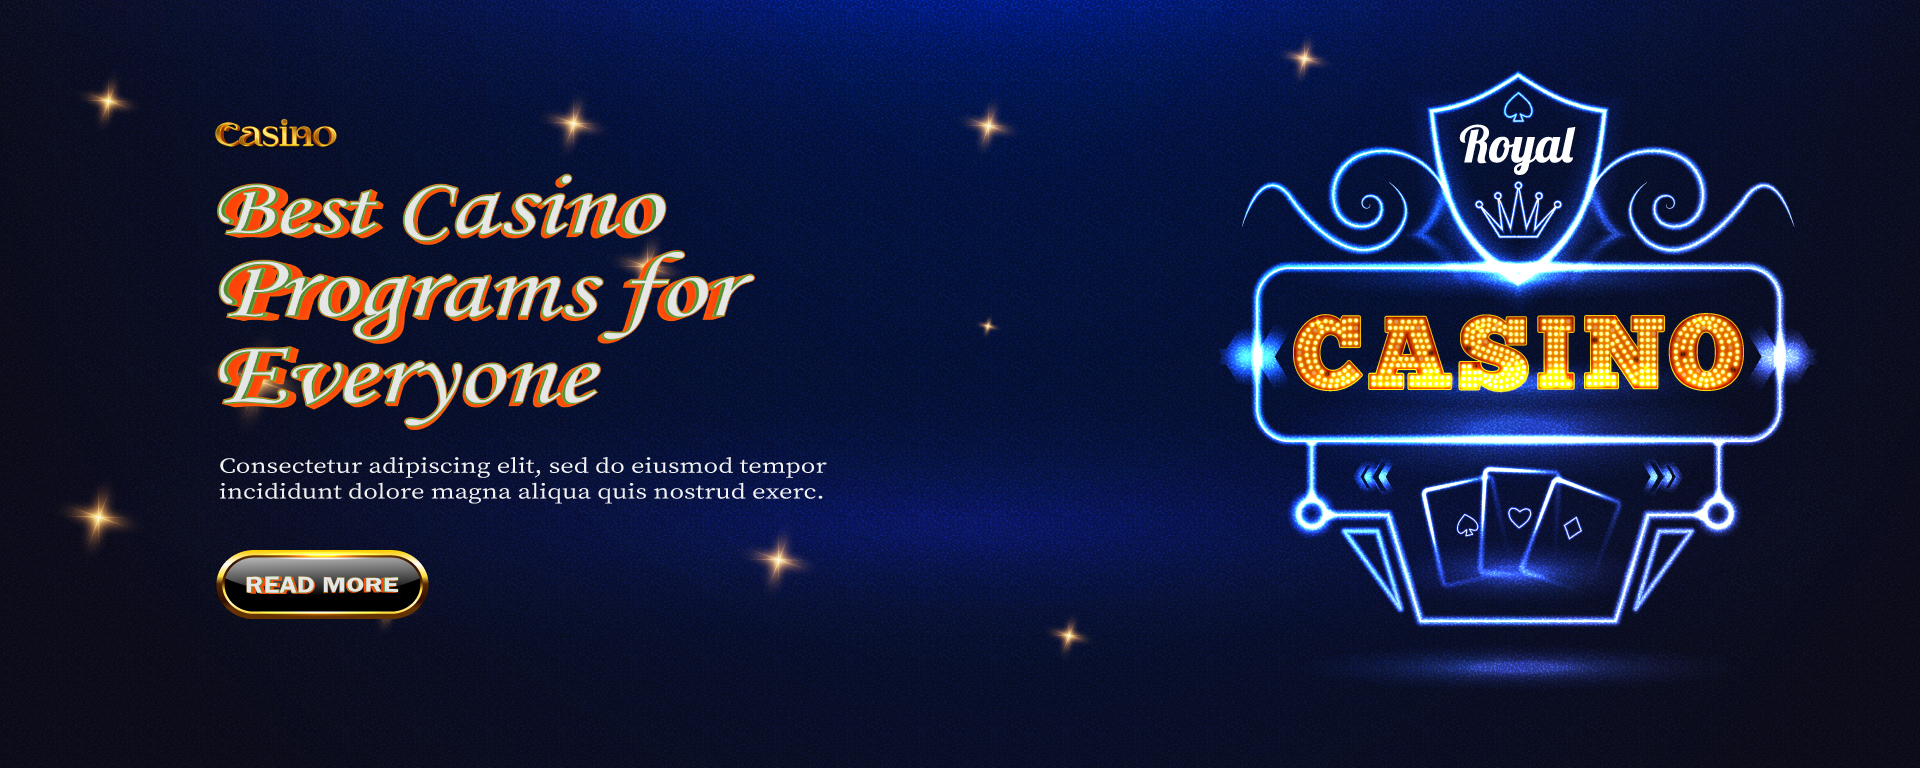 Casino
Best Casino
Programs for
Everyone
Consectetur adipiscing elit, sed do eiusmod tempor
incididunt dolore magna aliqua quis nostrud exerc.
READ MORE
Royal
CASINO